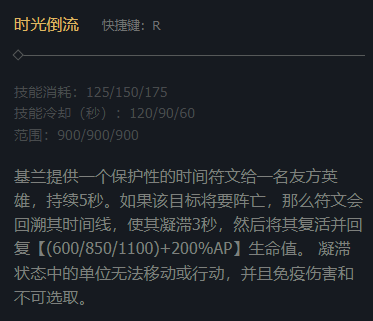 时光倒流 快捷键：R
技能消耗：125/150/175
技能冷却（秒）：120/90/60
范围：900/900/900
基兰提供一个保护性的时间符文给一名友方英
雄，持续5秒。如果该目标将要阵亡，那么符文会
回溯其时间线，使其凝滞3秒，然后将其复活并回
复【(600/850/1100)+200%AP】生命值。 凝滞
状态中的单位无法移动或行动，并且免疫伤害和
不可选取。